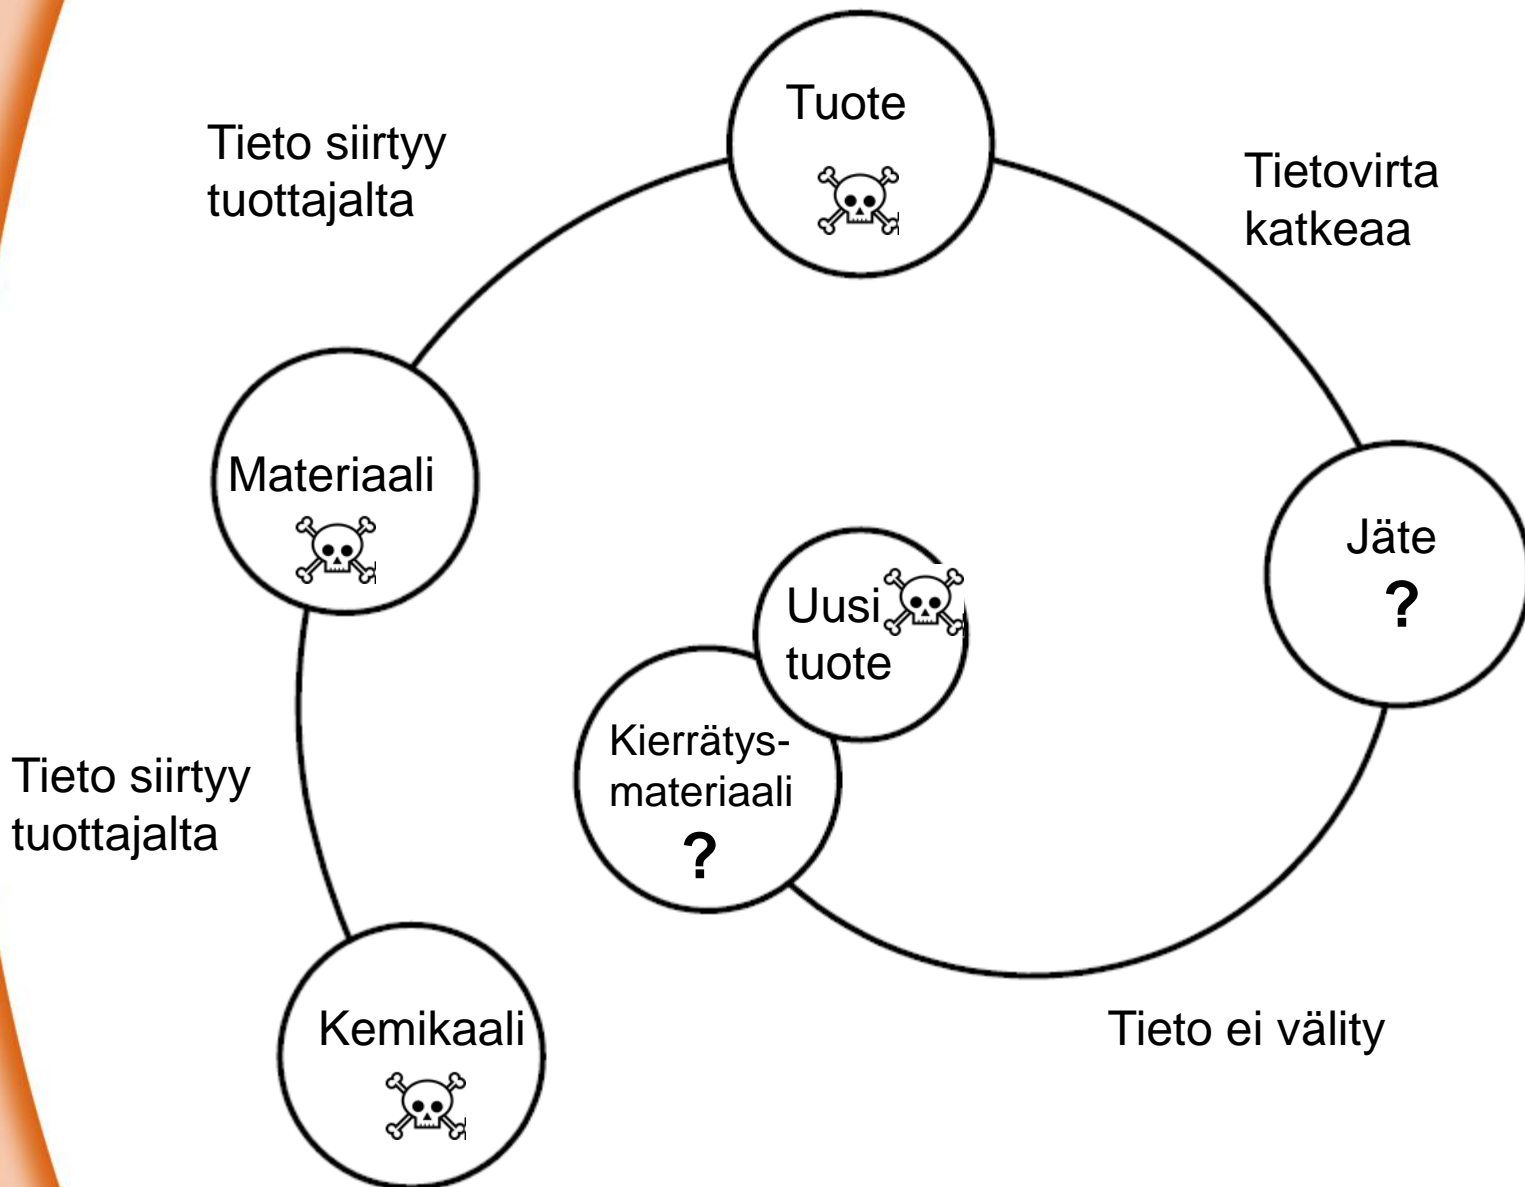 Tuote
Tieto siirtyy
tuottajalta
Tietovirta
katkeaa
Materiaali
Jäte
?
Uusi
tuote
Kierrätys-
materiaali
?
Tieto siirtyy
tuottajalta
Kemikaali
Tieto ei välity